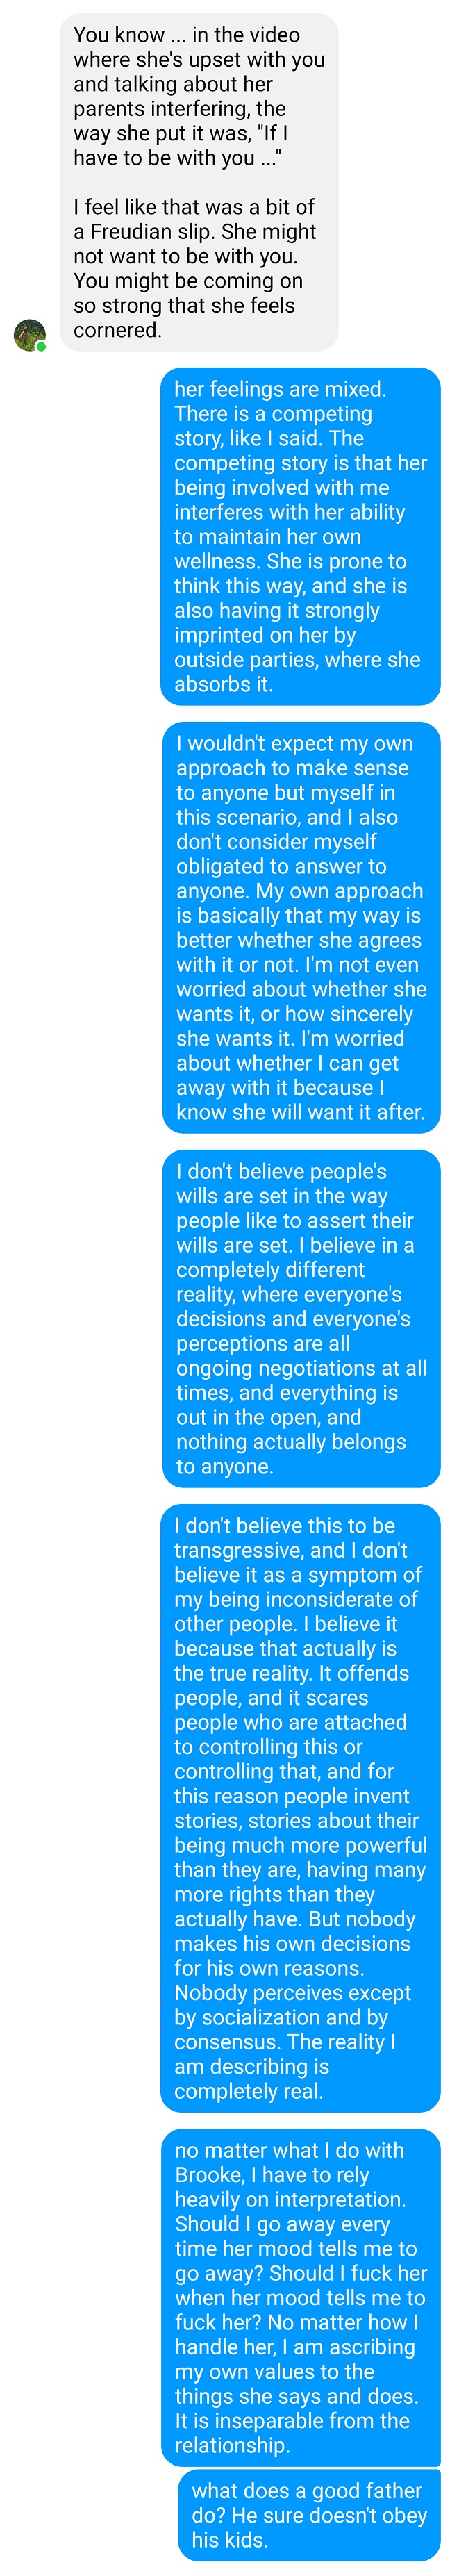 You know ... in the video
where she's upset with you
and talking about her
parents interfering, the
way she put it was, "If I
have to be with you ..."
I feel like that was a bit of
a Freudian slip. She might
not want to be with you.
You might be coming on
so strong that she feels
cornered.
her feelings are mixed.
There is a competing
story, like I said. The
competing story is that her
being involved with me
interferes with her ability
to maintain her own
wellness. She is prone to
think this way, and she is
also having it strongly
imprinted on her by
outside parties, where she
absorbs it.
I wouldn't expect my own
approach to make sense
to anyone but myself in
this scenario, and I also
don't consider myself
obligated to answer to
anyone. My own approach
is basically that my way is
better whether she agrees
with it or not. I'm not even
worried about whether she
wants it, or how sincerely
she wants it. I'm worried
about whether I can get
away with it because I
know she will want it after.
I don't believe people's
wills are set in the way
people like to assert their
wills are set. I believe in a
completely different
reality, where everyone's
decisions and everyone's
perceptions are all
ongoing negotiations at all
times, and everything is
out in the open, and
nothing actually belongs
to anyone.
I don't believe this to be
transgressive, and I don't
believe it as a symptom of
my being inconsiderate of
other people. I believe it
because that actually is
the true reality. It offends
people, and it scares
people who are attached
to controlling this or
controlling that, and for
this reason people invent
stories, stories about their
being much more powerful
than they are, having many
more rights than they
actually have. But nobody
makes his own decisions
for his own reasons.
Nobody perceives except
by socialization and by
consensus. The reality I
am describing is
completely real.
no matter what I do with
Brooke, I have to rely
heavily on interpretation.
Should I go away every
time her mood tells me to
go away? Should I fuck her
when her mood tells me to
fuck her? No matter how I
handle her, I am ascribing
my own values to the
things she says and does.
It is inseparable from the
relationship.
what does a good father
do? He sure doesn't obey
his kids.